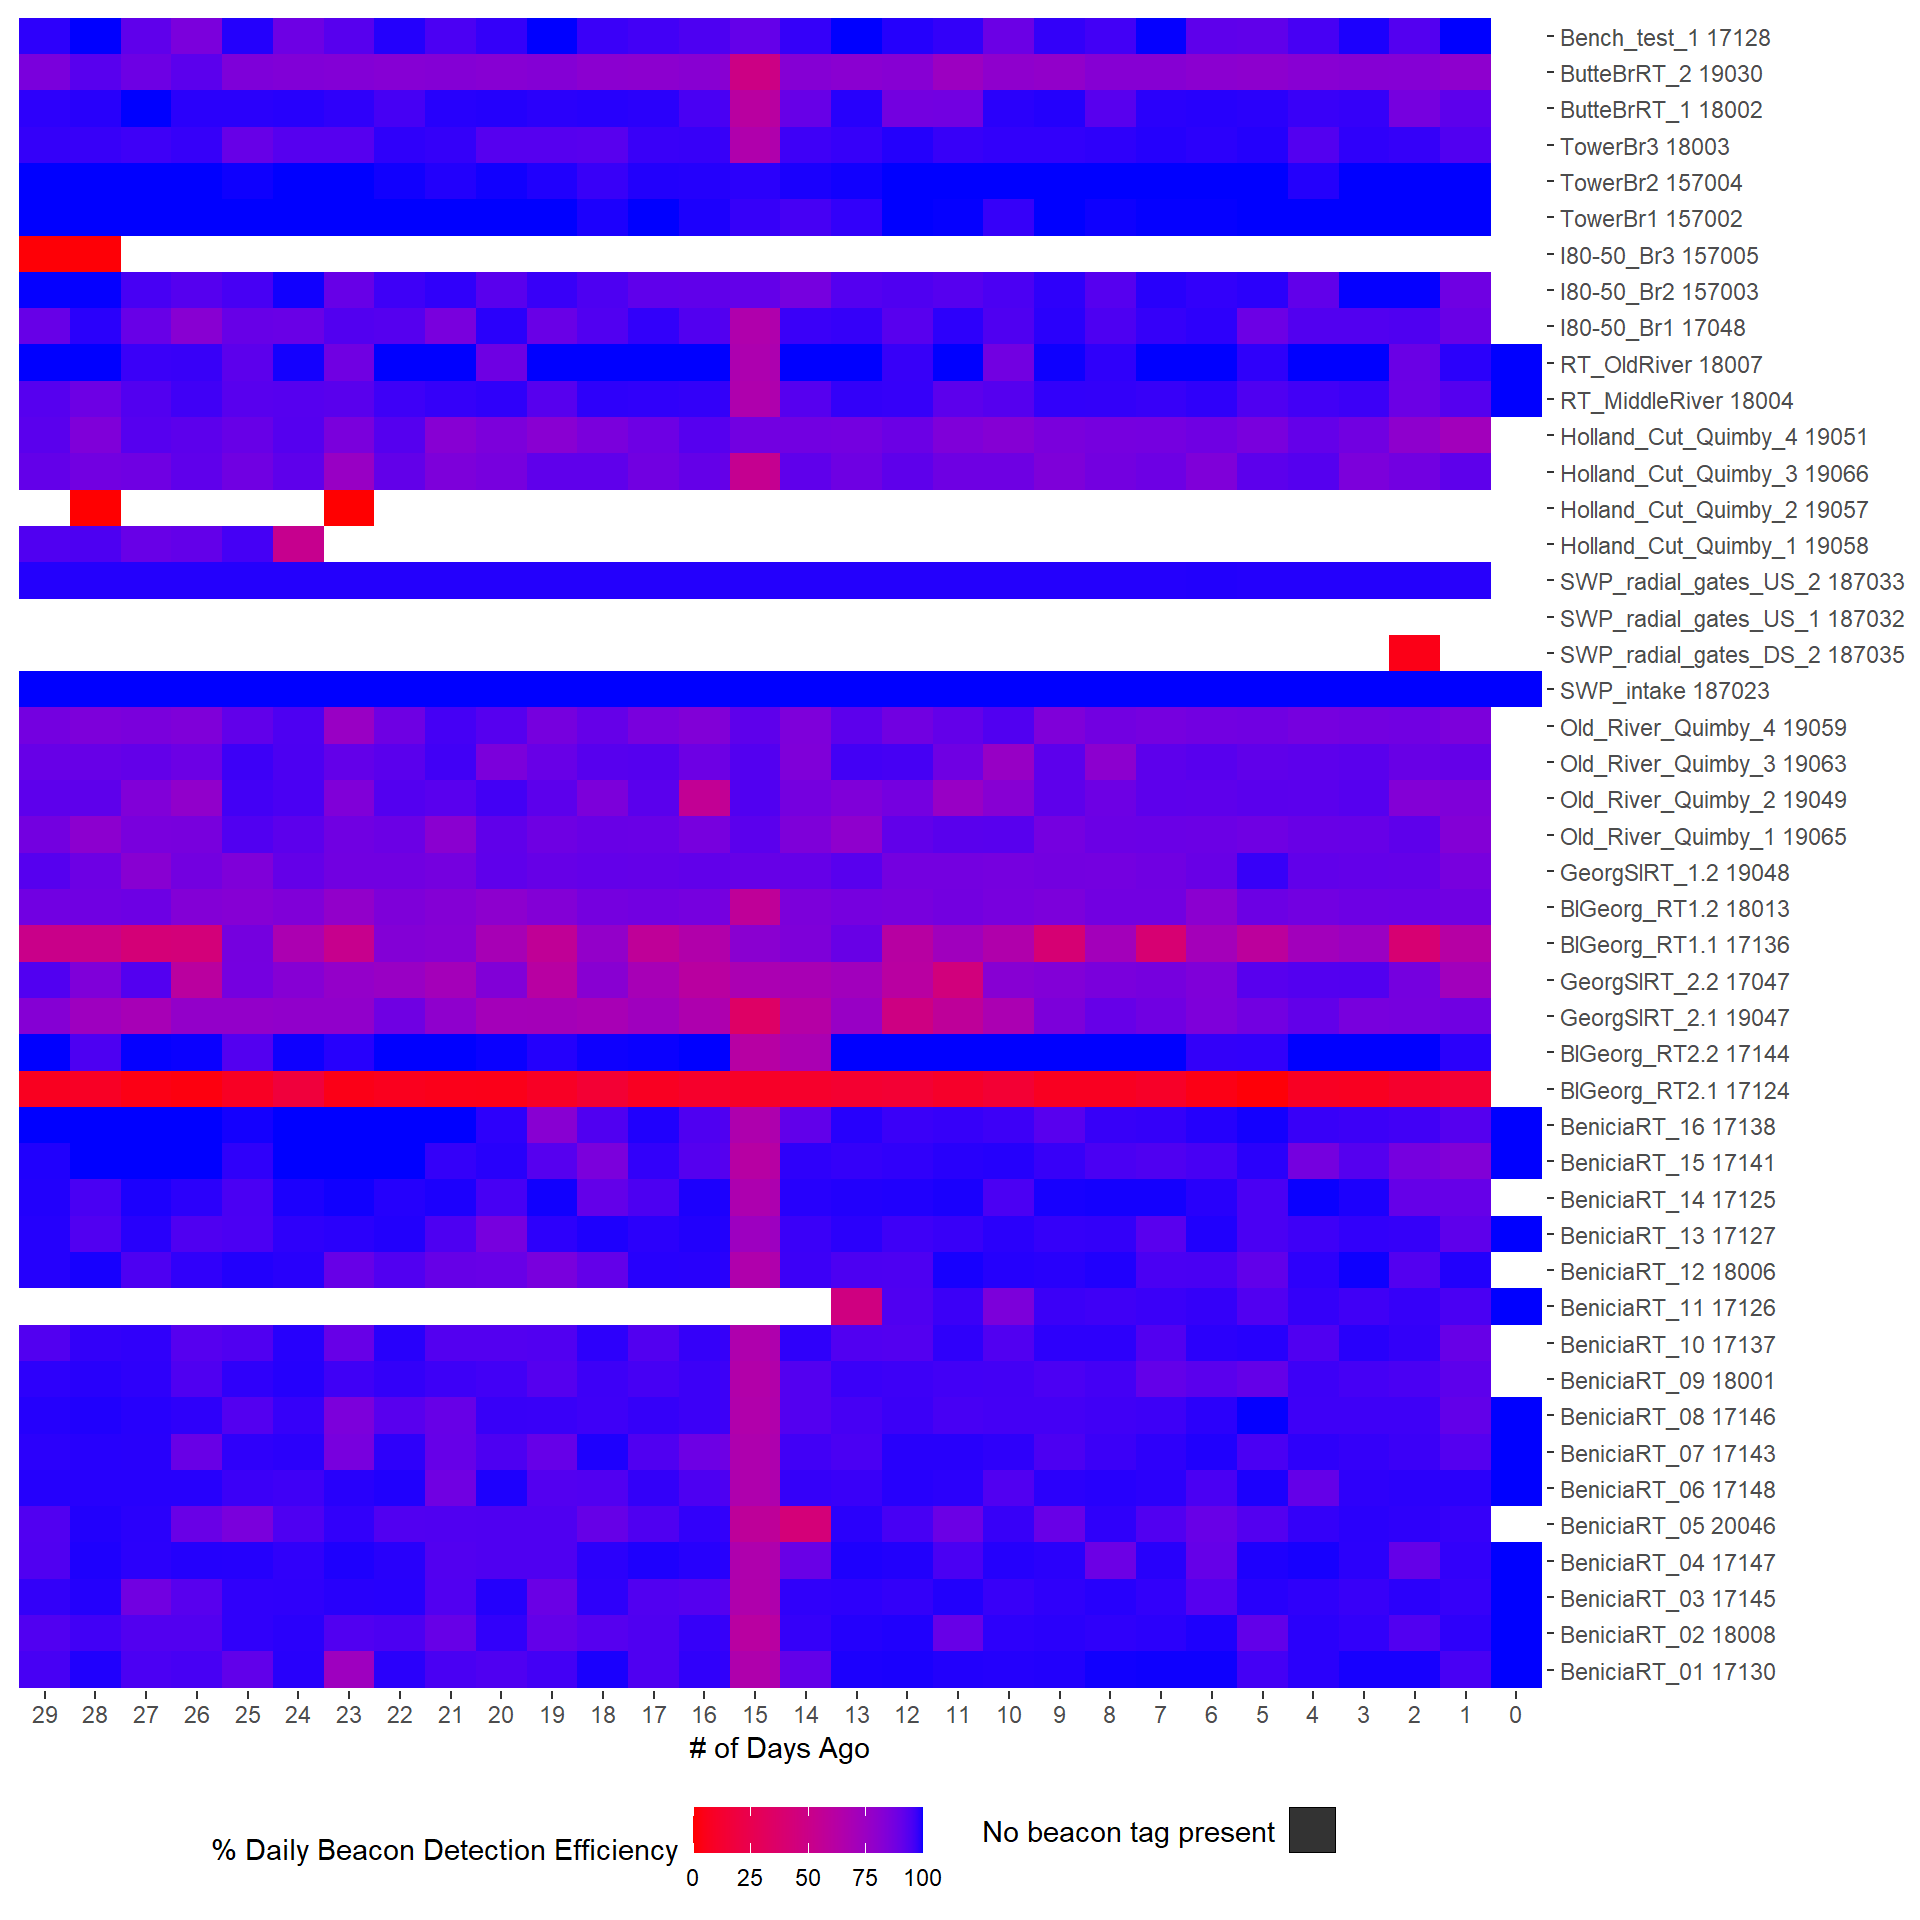 Bench_test_1 17128
ButteBrRT_2 19030
ButteBrRT_1 18002
TowerBr3 18003
TowerBr2 157004
TowerBr1 157002
I80-50_Br3 157005
I80-50_Br2 157003
I80-50_Br1 17048
RT_OldRiver 18007
RT_MiddleRiver 18004
Holland_Cut_Quimby_4 19051
Holland_Cut_Quimby_3 19066
Holland_Cut_Quimby_2 19057
Holland_Cut_Quimby_1 19058
SWP_radial_gates_US_2 187033
SWP_radial_gates_US_1 187032
SWP_radial_gates_DS_2 187035
SWP_intake 187023
Old_River_Quimby_4 19059
Old_River_Quimby_3 19063
Old_River_Quimby_2 19049
Old_River_Quimby_1 19065
GeorgSlRT_1.2 19048
BlGeorg_RT1.2 18013
BlGeorg_RT1.1 17136
GeorgSlRT_2.2 17047
GeorgSlRT_2.1 19047
BlGeorg_RT2.2 17144
BlGeorg_RT2.1 17124
BeniciaRT_16 17138
BeniciaRT_15 17141
BeniciaRT_14 17125
BeniciaRT_13 17127
BeniciaRT_12 18006
BeniciaRT_11 17126
BeniciaRT_10 17137
BeniciaRT_09 18001
BeniciaRT_08 17146
BeniciaRT_07 17143
BeniciaRT_06 17148
BeniciaRT_05 20046
BeniciaRT_04 17147
BeniciaRT_03 17145
BeniciaRT_02 18008
BeniciaRT_01 17130
29 28 27 26 25 24 23 22 21 20 19 18 17 16 15 14 13 12 11 10 9 8 7 6 5 4 3 2 1 0
# of Days Ago
% Daily Beacon Detection Efficiency
0 25 50 75 100
No beacon tag present